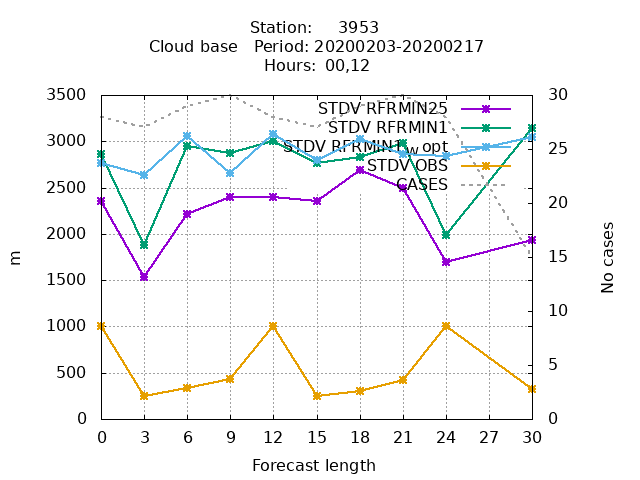 Station: 3953
Cloud base Period: 20200203-20200217
Hours: 00,12
3500
3000
2500
2000
1500
1000
500
0
m
STDV RFRMIN25
STDV RFRMIN1
STDV RFRMIN1_w opt
STDV OBS
CASES
30
25
20
15
10
5
0
No cases
0 3 6 9 12 15 18 21 24 27 30
Forecast length